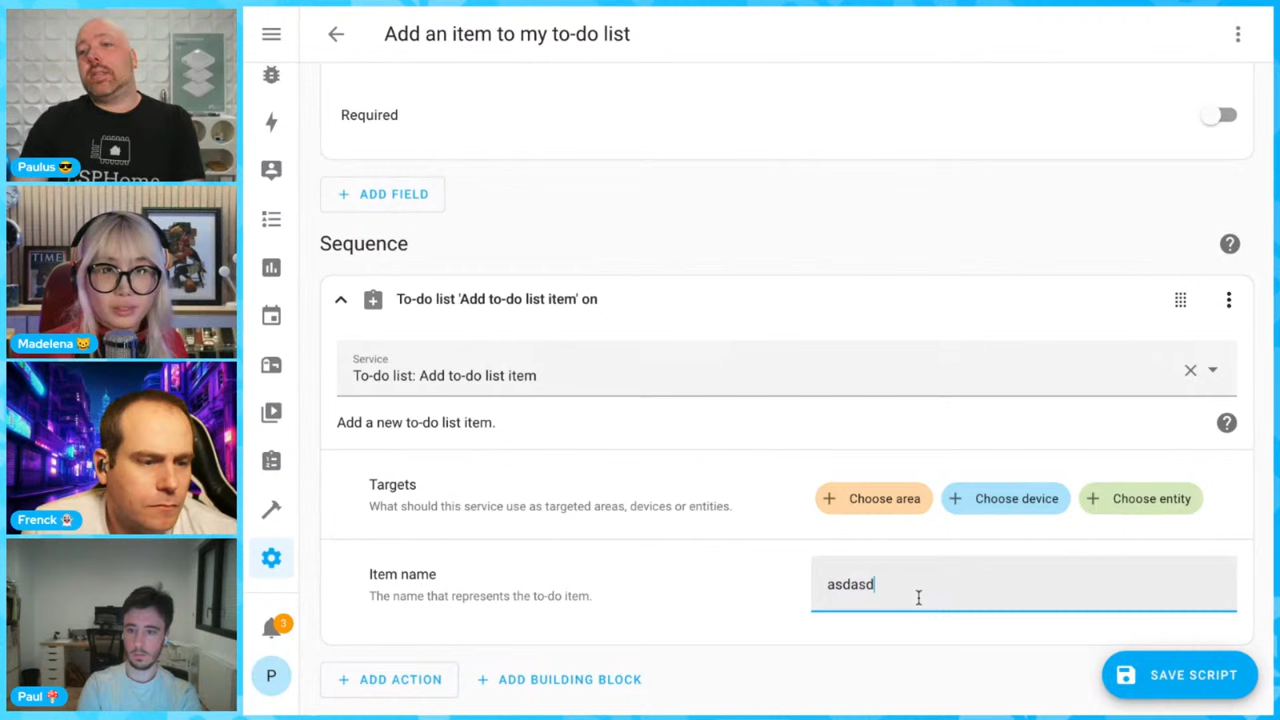 Add an item to my to-do list
Required
+ ADD FIELD
Sequence
To-do list 'Add to-do list item' on
Service
To-do list: Add to-do list item
Add a new to-do list item.
Targets
What should this service use as targeted areas, devices or entities.
+ Choose area
+ Choose device
+ Choose entity
Item name
The name that represents the to-do item.
asdasd
+ ADD ACTION
+ ADD BUILDING BLOCK
SAVE SCRIPT
3
P
Paulus 😎
TIME
Madelena 😺
Frenck 👻
Paul 🍄